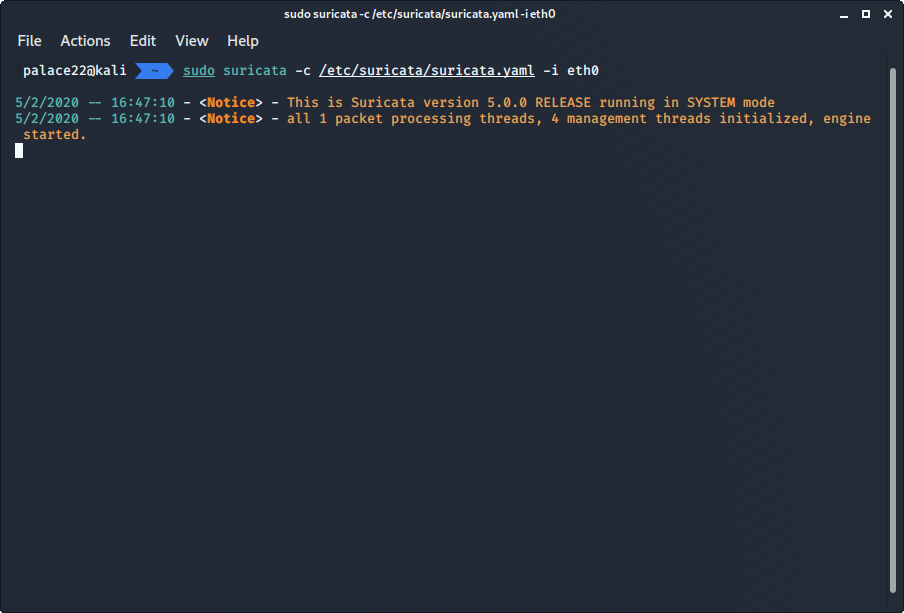 sudo suricata -c /etc/suricata/suricata.yaml -i eth0
File Actions Edit View Help
palace22@kali ~ sudo suricata -c /etc/suricata/suricata.yaml -i eth0
5/2/2020 -- 16:47:10 - <Notice> - This is Suricata version 5.0.0 RELEASE running in SYSTEM mode
5/2/2020 -- 16:47:10 - <Notice> - all 1 packet processing threads, 4 management threads initialized, engine
started.